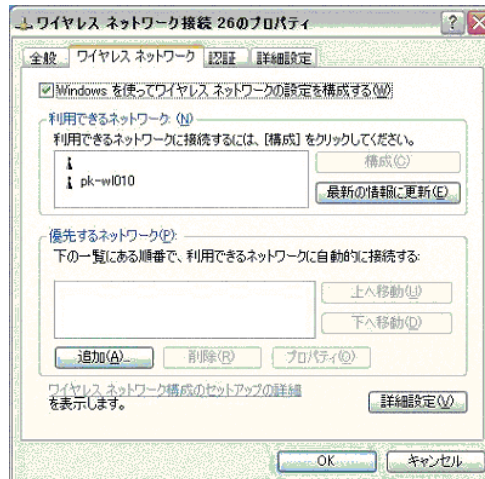 ワイヤレス ネットワーク接続 26のプロパティ
全般 ワイヤレス ネットワーク 認証 詳細設定
Windows を使ってワイヤレス ネットワークの設定を構成する(W)
利用できるネットワーク: (N)
利用できるネットワークに接続するには、[構成] をクリックしてください。
構成(C)
pk-wl010
最新の情報に更新(E)
優先するネットワーク(P):
下の一覧にある順番で、利用できるネットワークに自動的に接続する:
上へ移動(U)
下へ移動(D)
追加(A)... 削除(R) プロパティ(O)
ワイヤレス ネットワーク構成のセットアップの詳細
を表示します。
詳細設定(V)
OK キャンセル